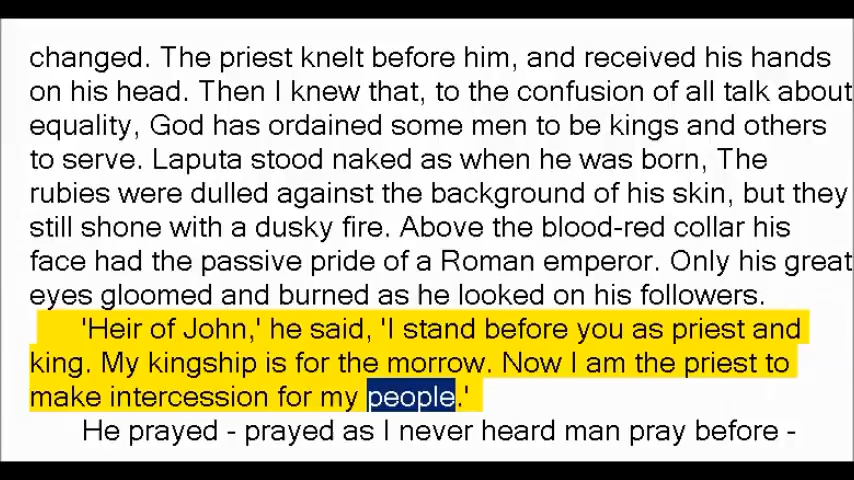 changed. The priest knelt before him, and received his hands
on his head. Then I knew that, to the confusion of all talk about
equality, God has ordained some men to be kings and others
to serve. Laputa stood naked as when he was born, The
rubies were dulled against the background of his skin, but they
still shone with a dusky fire. Above the blood-red collar his
face had the passive pride of a Roman emperor. Only his great
eyes gloomed and burned as he looked on his followers.
'Heir of John,' he said, 'I stand before you as priest and
king. My kingship is for the morrow. Now I am the priest to
make intercession for my people.'
He prayed - prayed as I never heard man pray before -